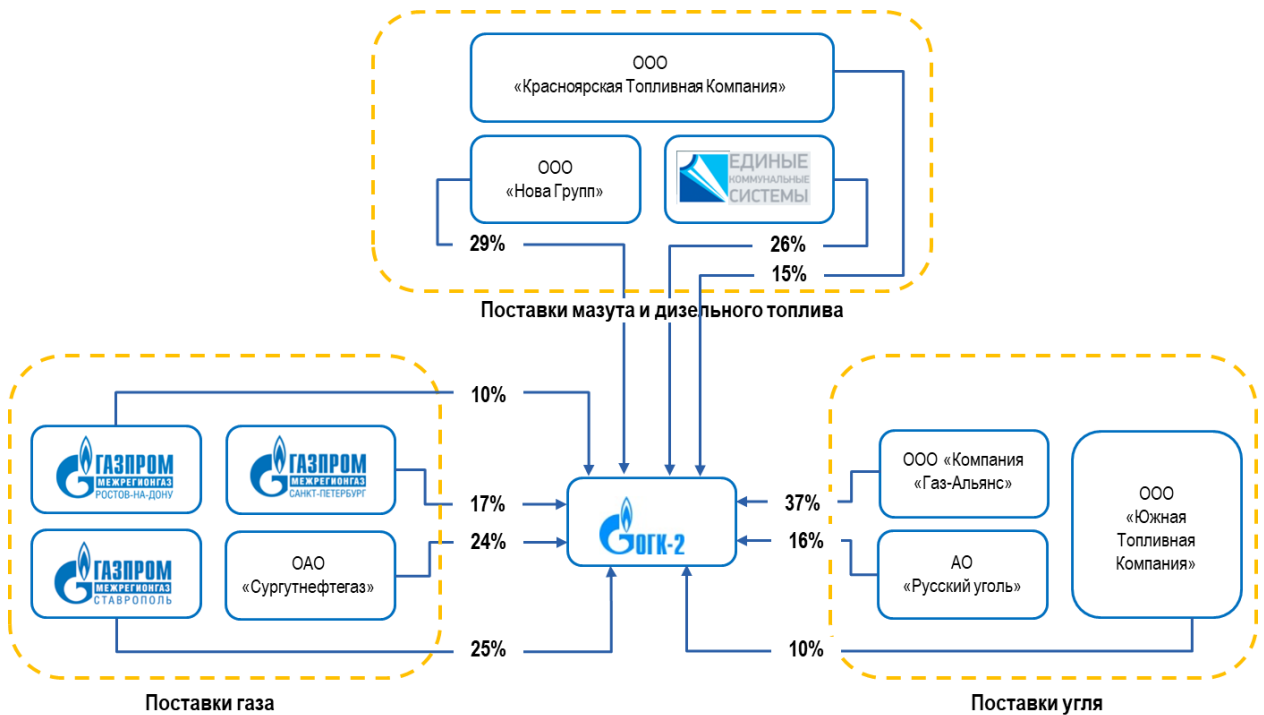 ООО
«Красноярская Топливная Компания»
ООО
«Нова Групп»
ЕДИНЫЕ
КОММУНАЛЬНЫЕ
СИСТЕМЫ
29%
26%
15%
Поставки мазута и дизельного топлива
10%
ГАЗПРОМ
МЕЖРЕГИОНГАЗ
РОСТОВ-НА-ДОНУ
ГАЗПРОМ
МЕЖРЕГИОНГАЗ
САНКТ-ПЕТЕРБУРГ
17%
ГАЗПРОМ
МЕЖРЕГИОНГАЗ
СТАВРОПОЛЬ
ОАО
«Сургутнефтегаз»
24%
25%
Поставки газа
ОГК-2
37%
ООО «Компания
«Газ-Альянс»
16%
АО
«Русский уголь»
ООО
«Южная
Топливная
Компания»
10%
Поставки угля